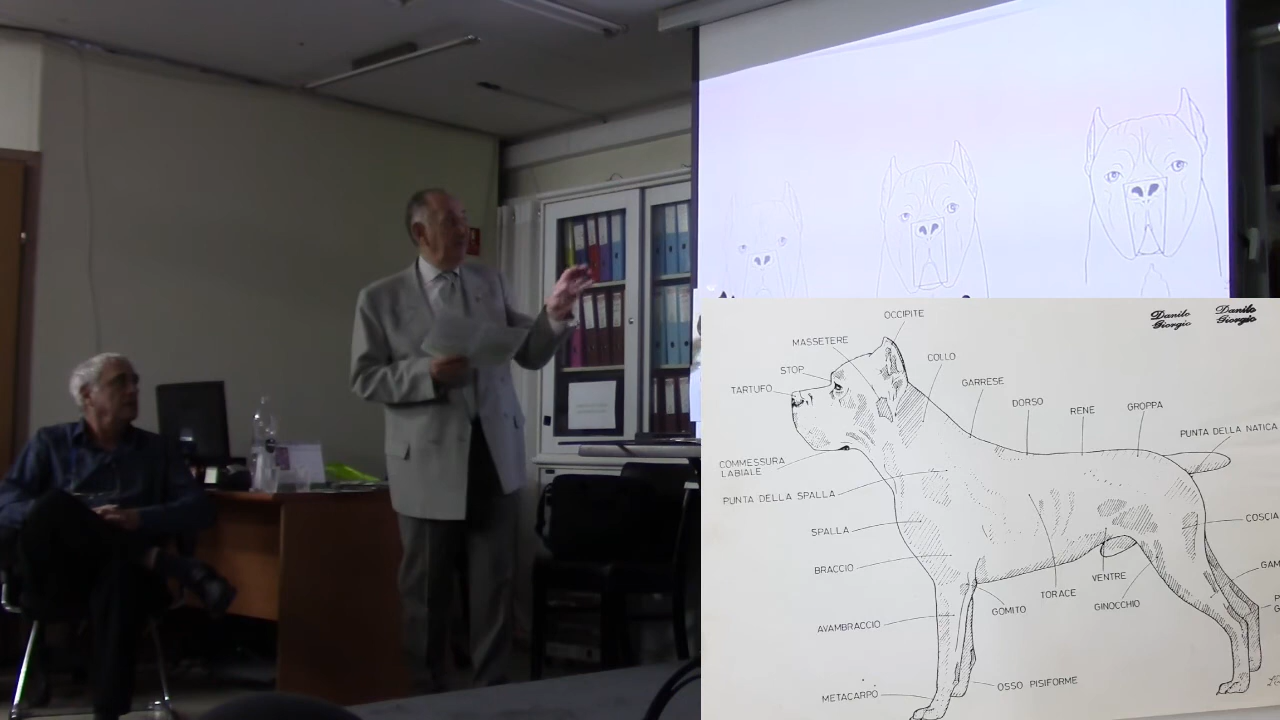 Danilo
Giorgio
Danilo
Giorgio
OCCIPITE
MASSETERE
COLLO
STOP
TARTUFO
GARRESE
DORSO
RENE
GROPPA
PUNTA DELLA NATICA
COMMESSURA
LABIALE
PUNTA DELLA SPALLA
SPALLA
COSCIA
BRACCIO
VENTRE
GAM
TORACE
GOMITO
GINOCCHIO
AVAMBRACCIO
OSSO PISIFORME
METACARPO